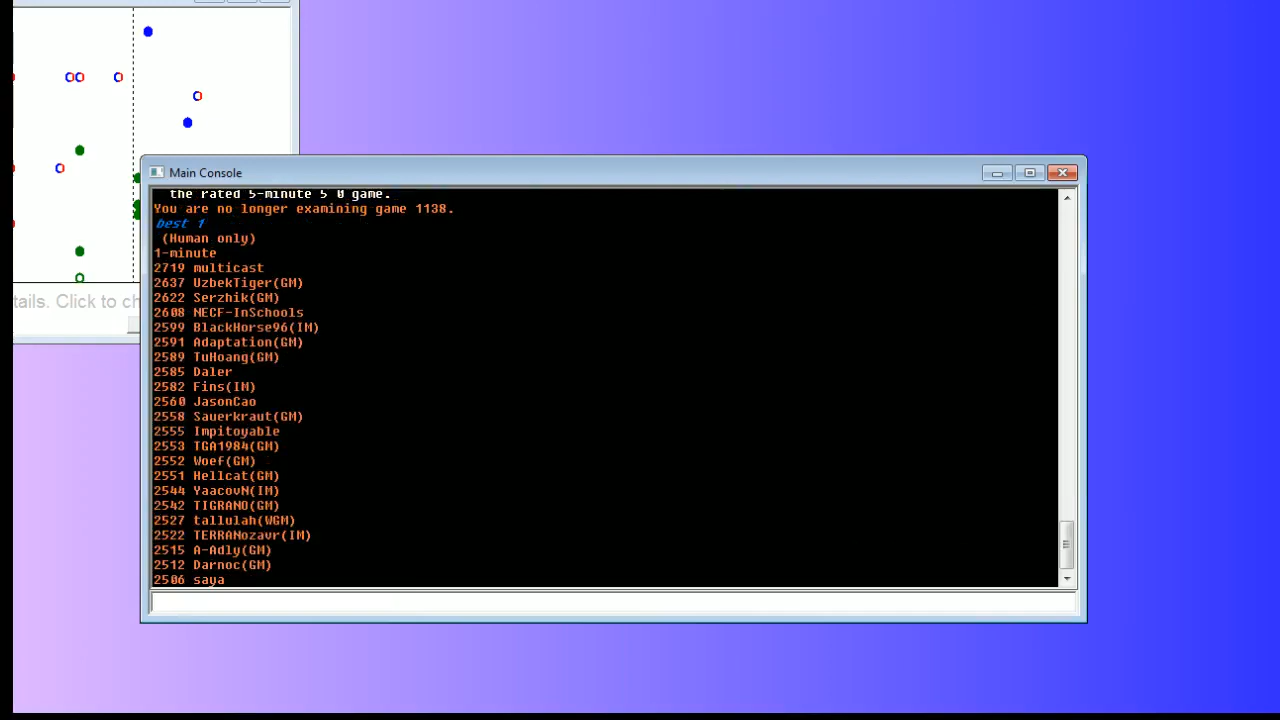 tails. Click to ch
Main Console
the rated 5-minute 5 0 game.
You are no longer examining game 1138.
best 1
(Human only)
1-minute
2719 multicast
2637 UzbekTiger(GM)
2622 Serzhik(GM)
2608 NECF-InSchools
2599 BlackHorse96(IM)
2591 Adaptation(GM)
2589 TuHoang(GM)
2585 Daler
2582 Fins(IM)
2560 JasonCao
2558 Sauerkraut(GM)
2555 Impitoyable
2553 TGA1984(GM)
2552 Woef(GM)
2551 Hellcat(GM)
2544 YaacovN(IM)
2542 TIGRANO(GM)
2527 tallulah(WGM)
2522 TERRANozavr(IM)
2515 A-Adly(GM)
2512 Darnoc(GM)
2506 saya